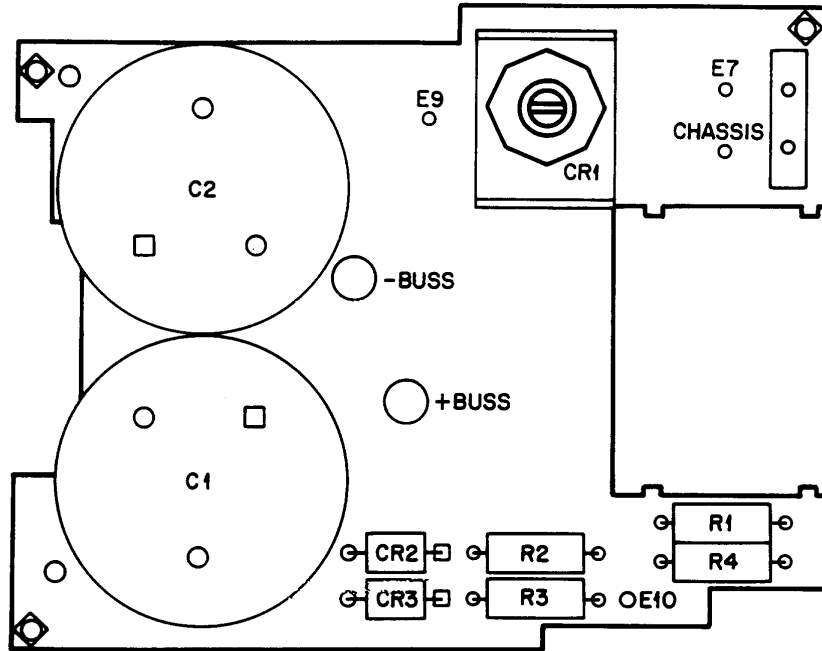 E7
E9
CHASSIS
CR1
C2
-BUSS
+BUSS
C1
R1
CR2
R2
R4
CR3
R3
E10